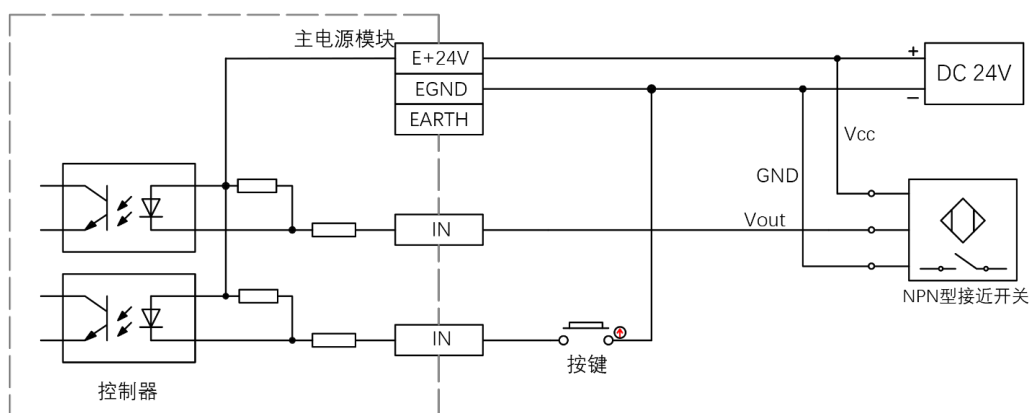 主电源模块
E+24V
EGND
EARTH
+
DC 24V
−
Vcc
GND
Vout
IN
NPN型接近开关
IN
按键
控制器